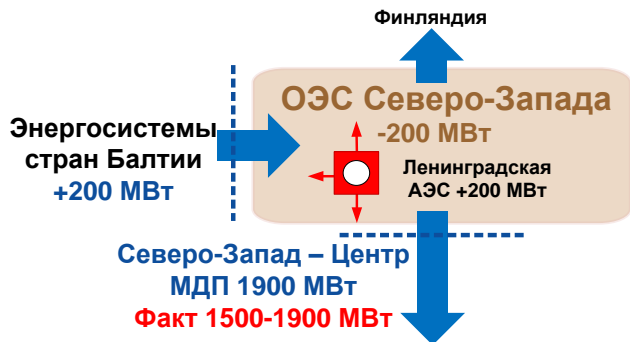 Финляндия
ОЭС Северо-Запада
-200 МВт
Энергосистемы
стран Балтии
+200 МВт
Ленинградская
АЭС +200 МВт
Северо-Запад – Центр
МДП 1900 МВт
Факт 1500-1900 МВт